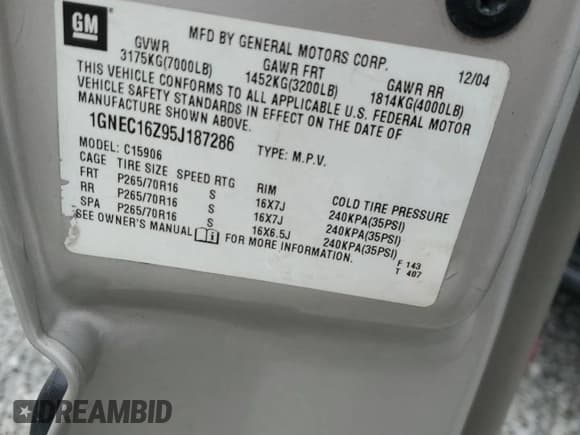 GM
MFD BY GENERAL MOTORS CORP. 12/04
GVWR GAWR FRT GAWR RR
3175KG(7000LB) 1452KG(3200LB) 1814KG(4000LB)
THIS VEHICLE CONFORMS TO ALL APPLICABLE U.S. FEDERAL MOTOR
VEHICLE SAFETY STANDARDS IN EFFECT ON THE DATE OF
MANUFACTURE SHOWN ABOVE.
1GNEC16Z95J187286 TYPE: M.P.V.
MODEL: C15906
CAGE TIRE SIZE SPEED RTG RIM COLD TIRE PRESSURE
FRT P265/70R16 S 16X7J 240KPA(35PSI)
RR P265/70R16 S 16X7J 240KPA(35PSI)
SPA P265/70R16 S 16X6.5J 240KPA(35PSI)
SEE OWNER'S MANUAL FOR MORE INFORMATION.
F 143
T 407
DREAMBID